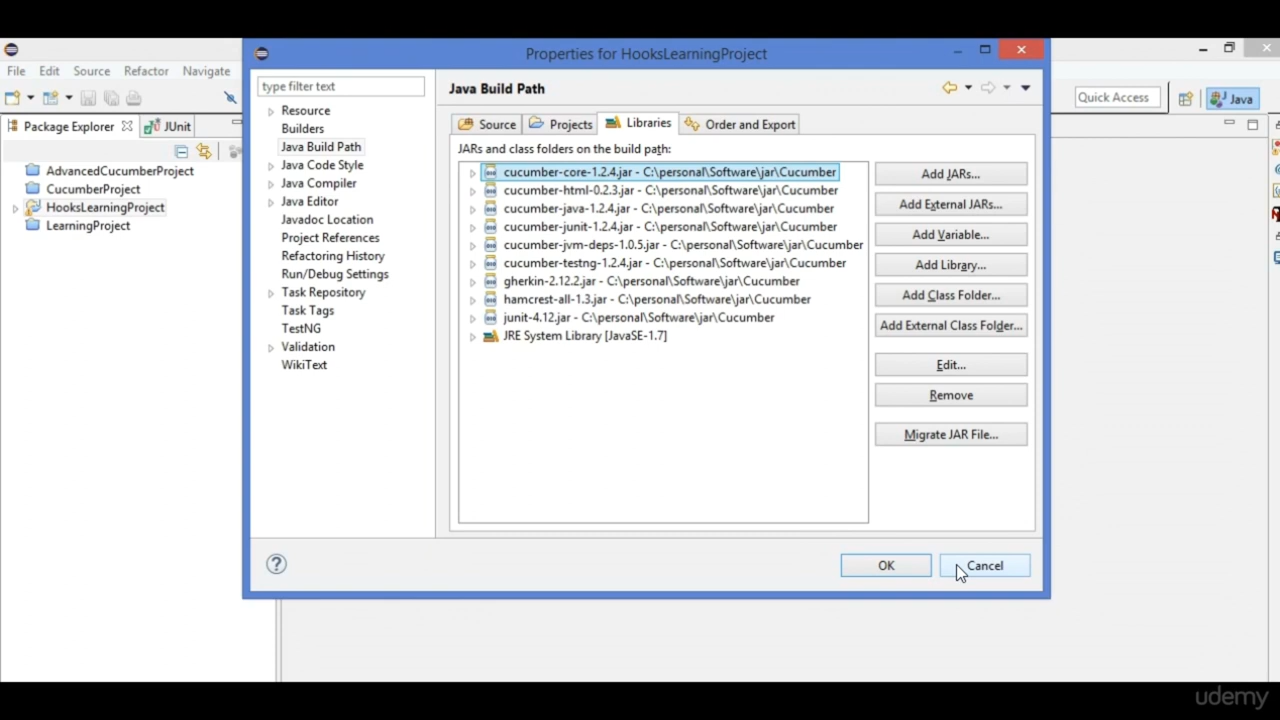 Properties for HooksLearningProject
File Edit Source Refactor Navigate
type filter text
Java Build Path
Quick Access
Java
Package Explorer
JUnit
AdvancedCucumberProject
CucumberProject
HooksLearningProject
LearningProject
Resource
Builders
Java Build Path
Java Code Style
Java Compiler
Java Editor
Javadoc Location
Project References
Refactoring History
Run/Debug Settings
Task Repository
Task Tags
TestNG
Validation
WikiText
Source Projects Libraries Order and Export
JARs and class folders on the build path:
cucumber-core-1.2.4.jar - C:\personal\Software\jar\Cucumber
cucumber-html-0.2.3.jar - C:\personal\Software\jar\Cucumber
cucumber-java-1.2.4.jar - C:\personal\Software\jar\Cucumber
cucumber-junit-1.2.4.jar - C:\personal\Software\jar\Cucumber
cucumber-jvm-deps-1.0.5.jar - C:\personal\Software\jar\Cucumber
cucumber-testng-1.2.4.jar - C:\personal\Software\jar\Cucumber
gherkin-2.12.2.jar - C:\personal\Software\jar\Cucumber
hamcrest-all-1.3.jar - C:\personal\Software\jar\Cucumber
junit-4.12.jar - C:\personal\Software\jar\Cucumber
JRE System Library [JavaSE-1.7]
Add JARs...
Add External JARs...
Add Variable...
Add Library...
Add Class Folder...
Add External Class Folder...
Edit...
Remove
Migrate JAR File...
OK
Cancel
udemy